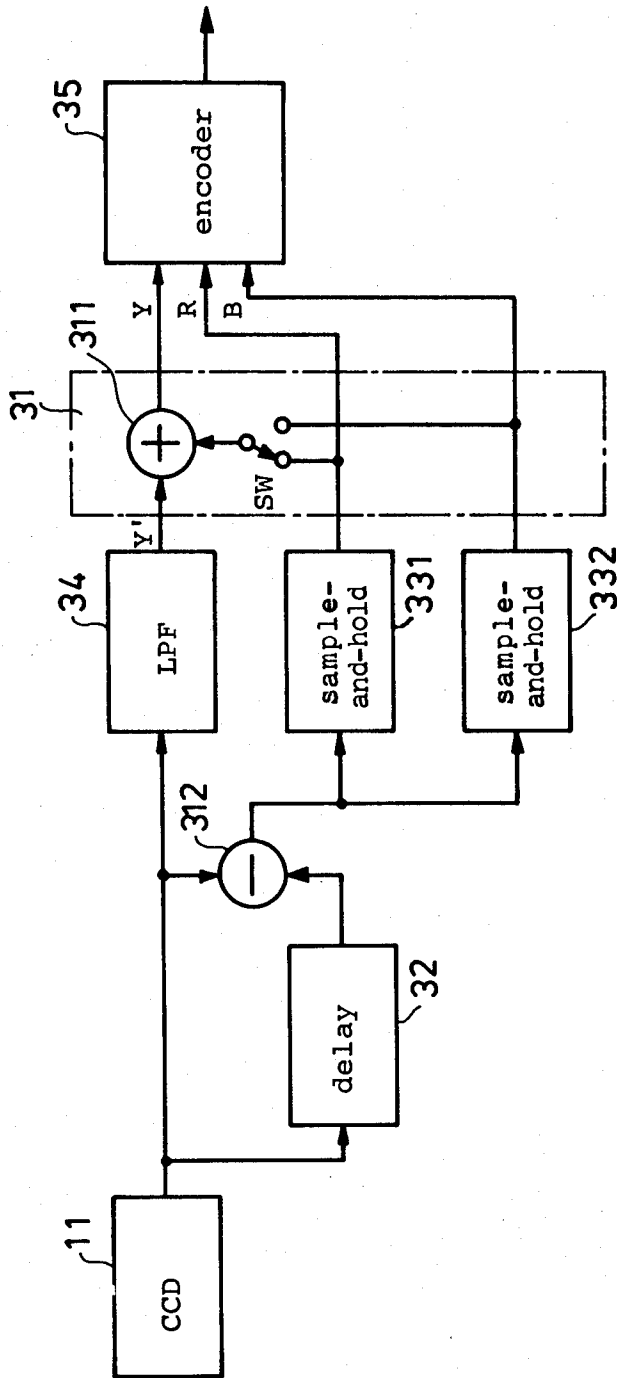 11
CCD
32
delay
312
34
LPF
331
sample-
and-hold
332
sample-
and-hold
31
311
Y'
SW
Y
R
B
35
encoder